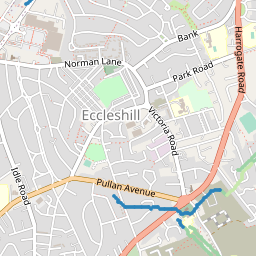 Bank
Harrogate Road
Norman Lane
Park Road
Eccleshill
Victoria Road
Idle Road
Pullan Avenue